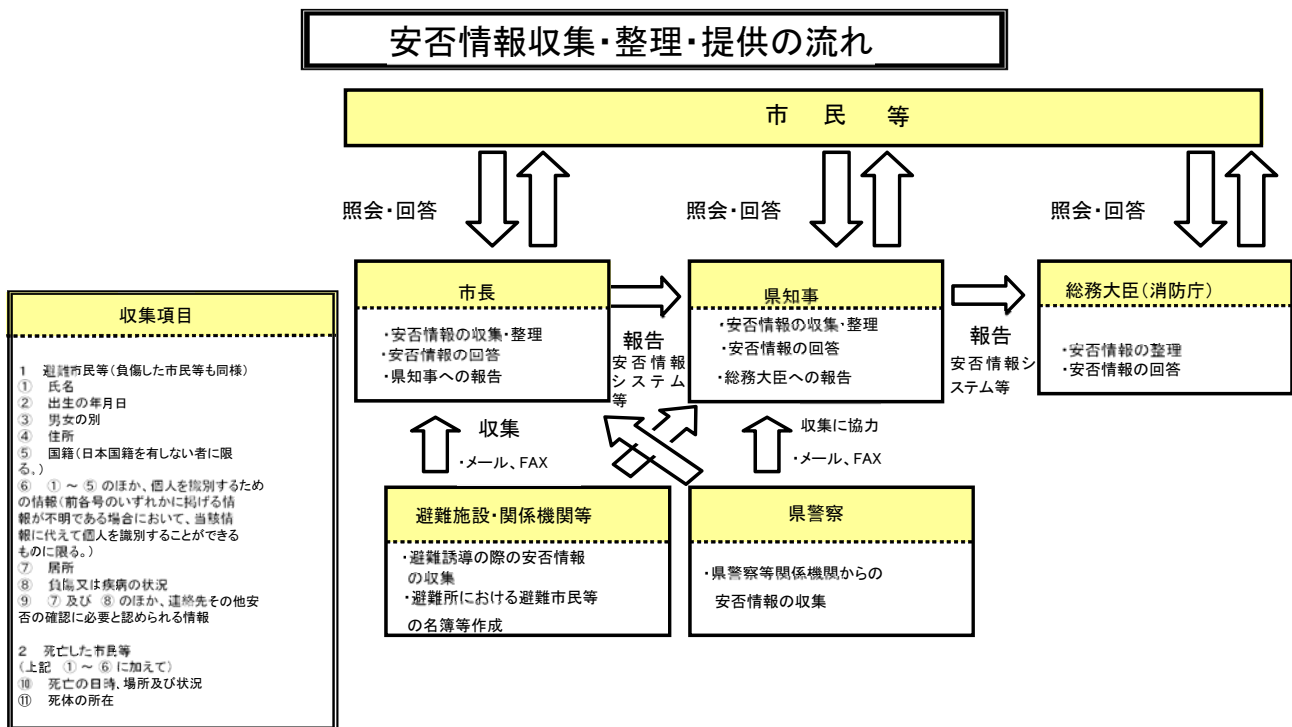 安否情報収集・整理・提供の流れ
市民等
照会・回答
照会・回答
照会・回答
市長
・安否情報の収集・整理
・安否情報の回答
・県知事への報告
報告
安否情報
システム
等
県知事
・安否情報の収集・整理
・安否情報の回答
・総務大臣への報告
報告
安否情報シ
ステム等
総務大臣(消防庁)
・安否情報の整理
・安否情報の回答
収集項目
1 避難市民等(負傷した市民等も同様)
① 氏名
② 出生の年月日
③ 男女の別
④ 住所
⑤ 国籍(日本国籍を有しない者に限
る。)
⑥ ①～⑤のほか、個人を識別するため
の情報(前各号のいずれかに掲げる情
報が不明である場合において、当該情
報に代えて個人を識別することができる
ものに限る。)
⑦ 居所
⑧ 負傷又は疾病の状況
⑨ ⑦及び⑧のほか、連絡先その他安
否の確認に必要と認められる情報
2 死亡した市民等
(上記 ①～⑥に加えて)
⑩ 死亡の日時、場所及び状況
⑪ 死体の所在
収集
・メール、FAX
収集に協力
・メール、FAX
避難施設・関係機関等
・避難誘導の際の安否情報
の収集
・避難所における避難市民等
の名簿等作成
県警察
・県警察等関係機関からの
安否情報の収集